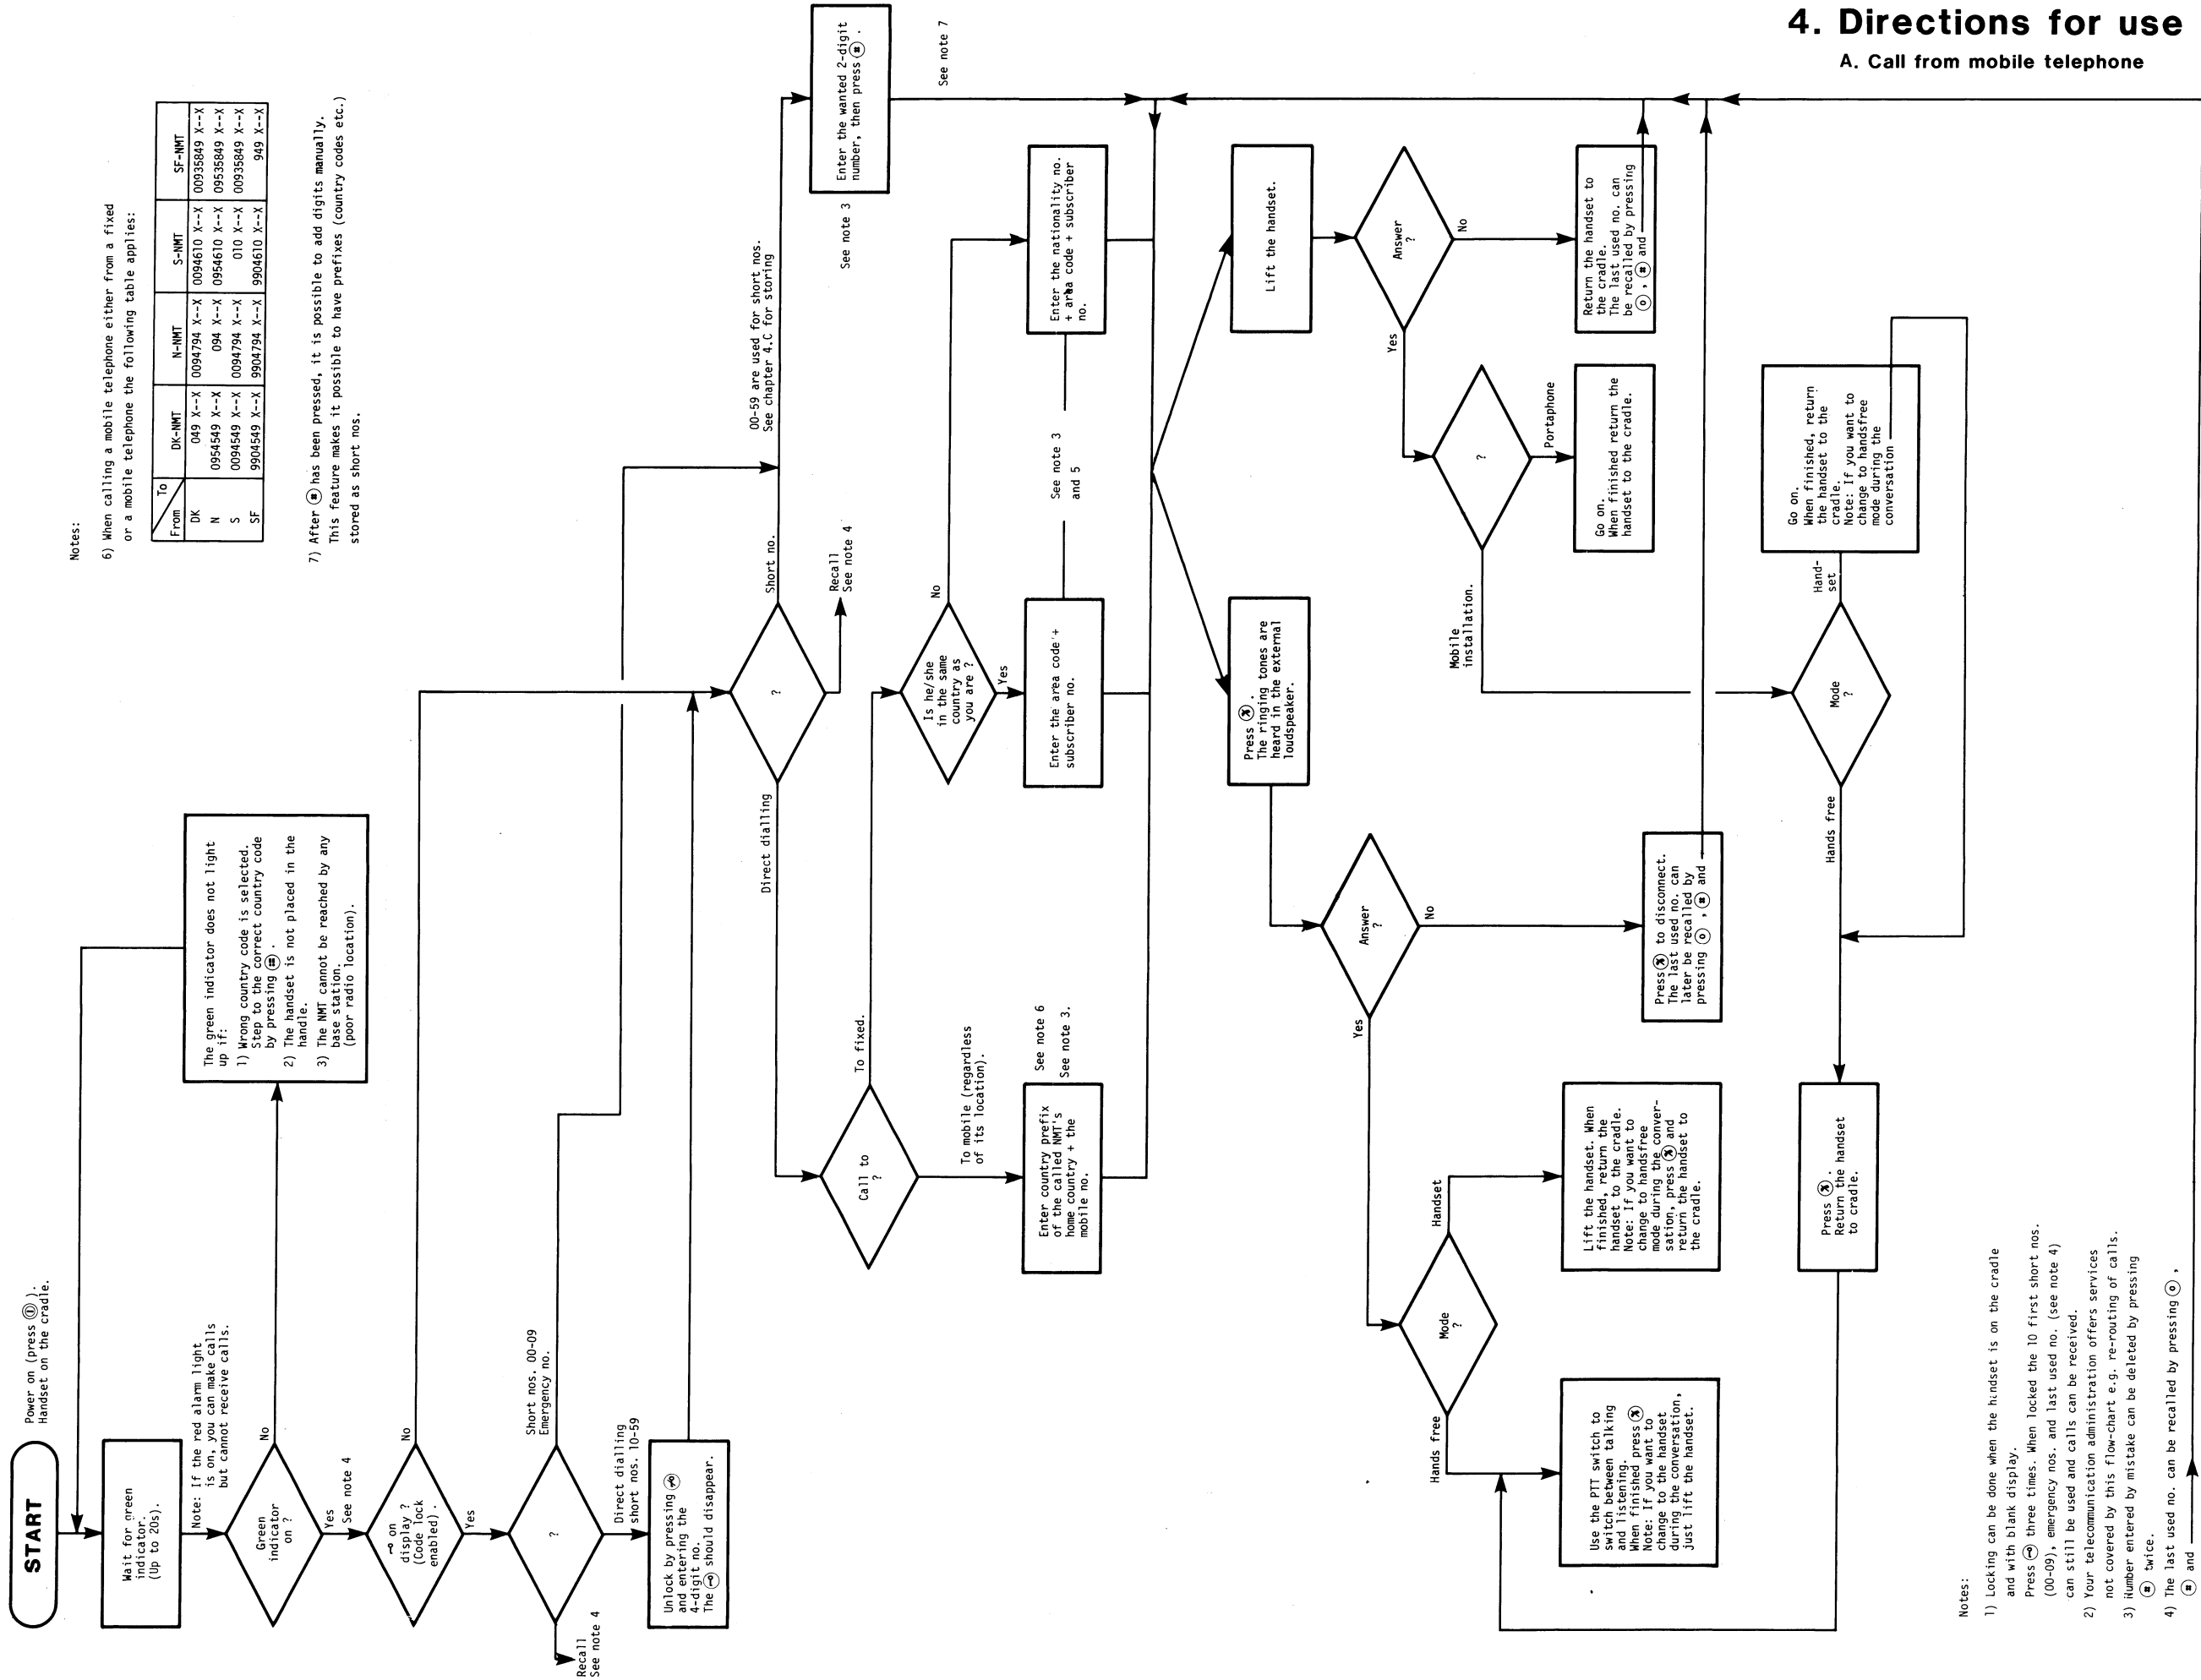 4. Directions for use
A. Call from mobile telephone
START
Power on (press Ⓘ ).
Handset on the cradle.
Wait for green
indicator.
(Up to 20s).
Note: If the red alarm light
is on, you can make calls
but cannot receive calls.
Green
indicator
on ?
No
Yes
See note 4
The green indicator does not light
up if:
1) Wrong country code is selected.
Step to the correct country code
by pressing (#) .
2) The handset is not placed in the
handle.
3) The NMT cannot be reached by any
base station.
(poor radio location).
on
display ?
(Code lock
enabled).
No
Yes
?
Short nos. 00-09
Emergency no.
Recall
See note 4
Direct dialling
short nos. 10-59
Unlock by pressing
and entering the
4-digit no.
The should disappear.
?
Direct dialling
Short no.
Recall
See note 4
00-59 are used for short nos.
See chapter 4.C for storing
Enter the wanted 2-digit
number, then press (#) .
See note 3
See note 7
Call to
?
To fixed.
To mobile (regardless
of its location).
Enter country prefix
of the called NMT's
home country + the
mobile no.
See note 6
See note 3.
Is he/she
in the same
country as
you are ?
No
Yes
Enter the area code'+
subscriber no.
See note 3
and 5
Enter the nationality no.
+ area code + subscriber
no.
Press .
The ringing tones are
heard in the external
loudspeaker.
Lift the handset.
Answer
?
Yes
No
Press to disconnect.
The last used no. can
later be recalled by
pressing (o) , (#) and
Answer
?
Yes
No
Return the handset to
the cradle.
The last used no. can
be recalled by pressing
(o) , (#) and
?
Mobile
installation.
Portaphone
Go on.
When finished return the
handset to the cradle.
Mode
?
Hands free
Handset
Use the PTT switch to
switch between talking
and listening.
When finished press
Note: If you want to
change to the handset
during the conversation,
just lift the handset.
Lift the handset. When
finished, return the
handset to the cradle.
Note: If you want to
change to handsfree
mode during the conver-
sation, press and
return the handset to
the cradle.
Mode
?
Hands free
Hand-
set
Go on.
When finished, return
the handset to the
cradle.
Note: If you want to
change to handsfree
mode during the
conversation
Press .
Return the handset
to cradle.
Notes:
1) Locking can be done when the handset is on the cradle
and with blank display.
Press three times. When locked the 10 first short nos.
(00-09), emergency nos. and last used no. (see note 4)
can still be used and calls can be received.
2) Your telecommunication administration offers services
not covered by this flow-chart e.g. re-routing of calls.
3) Number entered by mistake can be deleted by pressing
(#) twice.
4) The last used no. can be recalled by pressing (o) ,
(#) and
Notes:
6) When calling a mobile telephone either from a fixed
or a mobile telephone the following table applies:
From To DK-NMT N-NMT S-NMT SF-NMT
DK 049 X--X 0094794 X--X 0094610 X--X 00935849 X--X
N 0954549 X--X 094 X--X 0954610 X--X 09535849 X--X
S 0094549 X--X 0094794 X--X 010 X--X 00935849 X--X
SF 9904549 X--X 9904794 X--X 9904610 X--X 949 X--X
7) After (#) has been pressed, it is possible to add digits manually.
This feature makes it possible to have prefixes (country codes etc.)
stored as short nos.